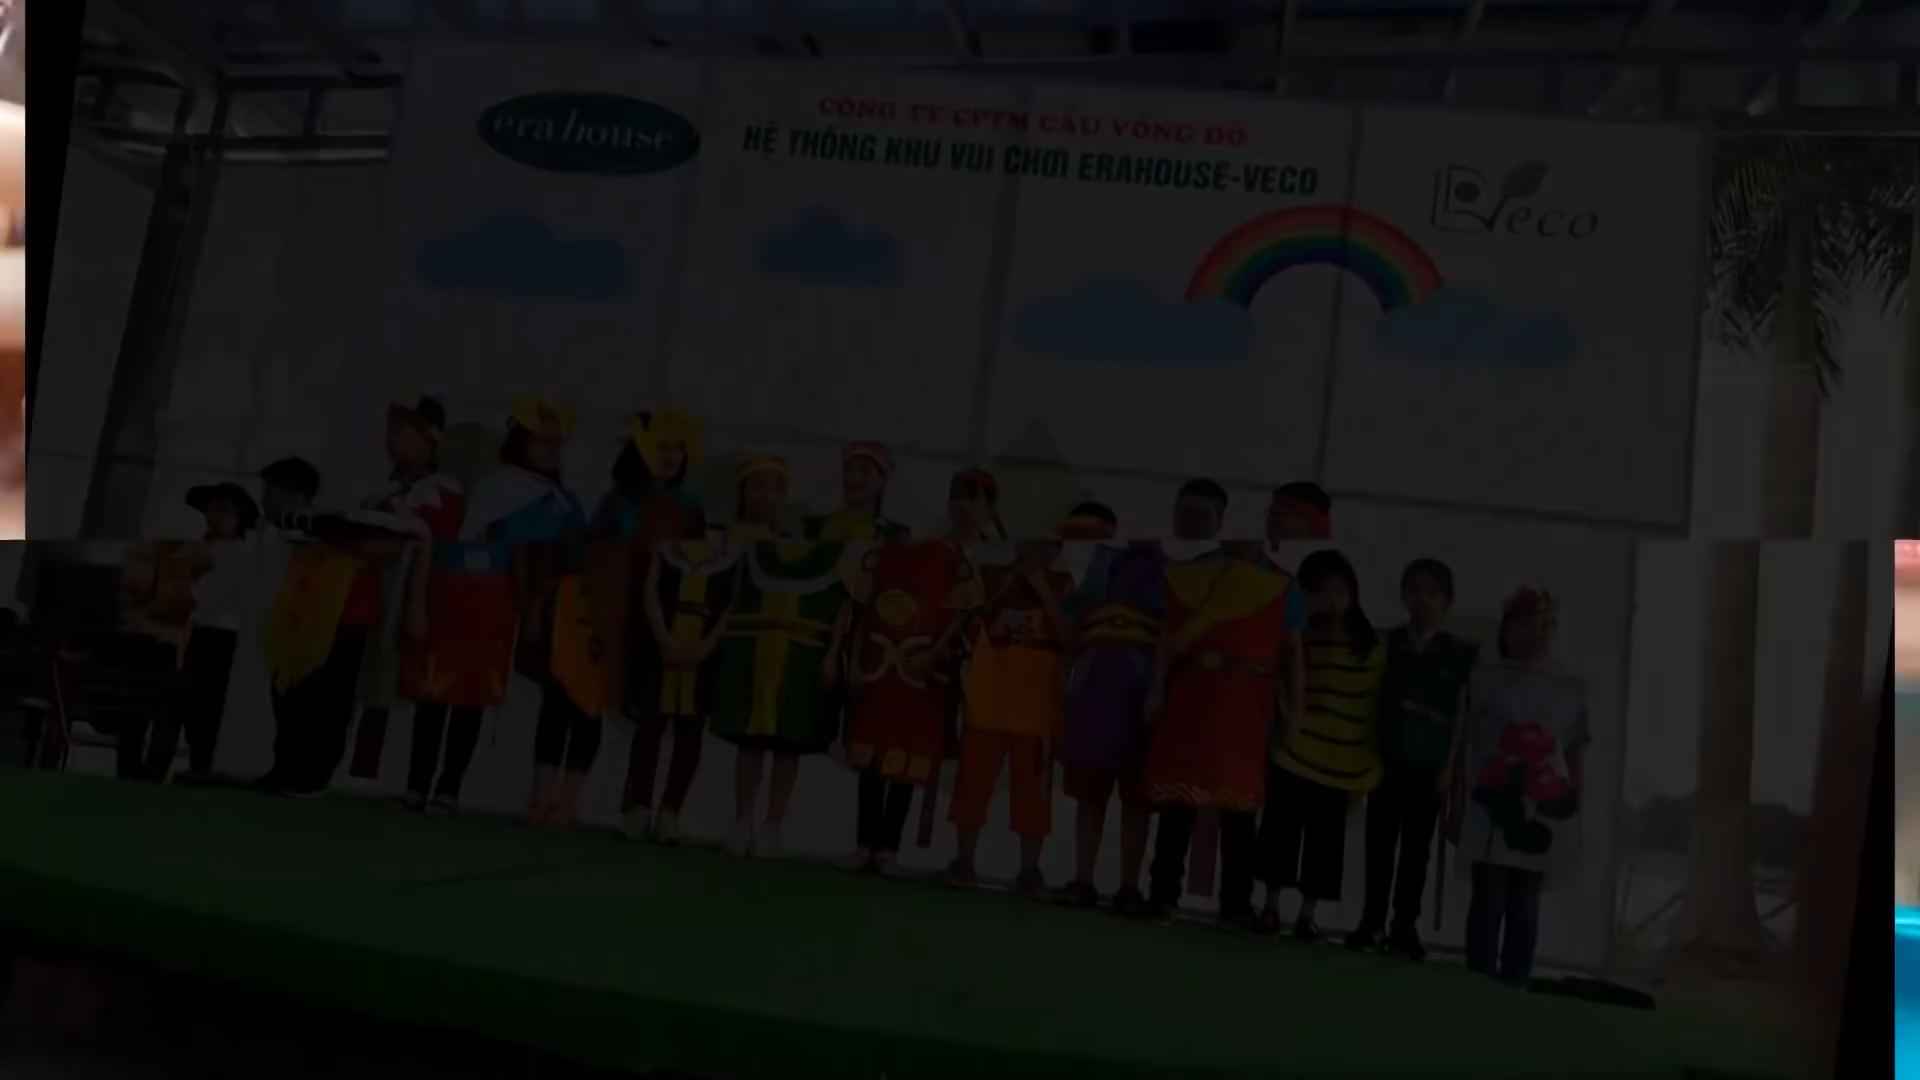 era house
CÔNG TY CPTM CẦU VỒNG ĐỎ
HỆ THỐNG KHU VUI CHƠI ERAHOUSE-VECO
Veco